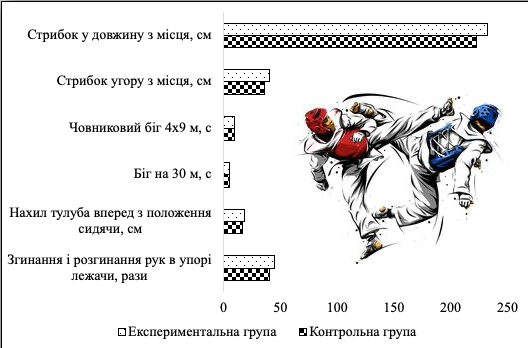 Стрибок у довжину з місця, см
Стрибок угору з місця, см
Човниковий біг 4х9 м, с
Біг на 30 м, с
Нахил тулуба вперед з положення
сидячи, см
Згинання і розгинання рук в упорі
лежачи, рази
0 50 100 150 200 250
Експериментальна група Контрольна група